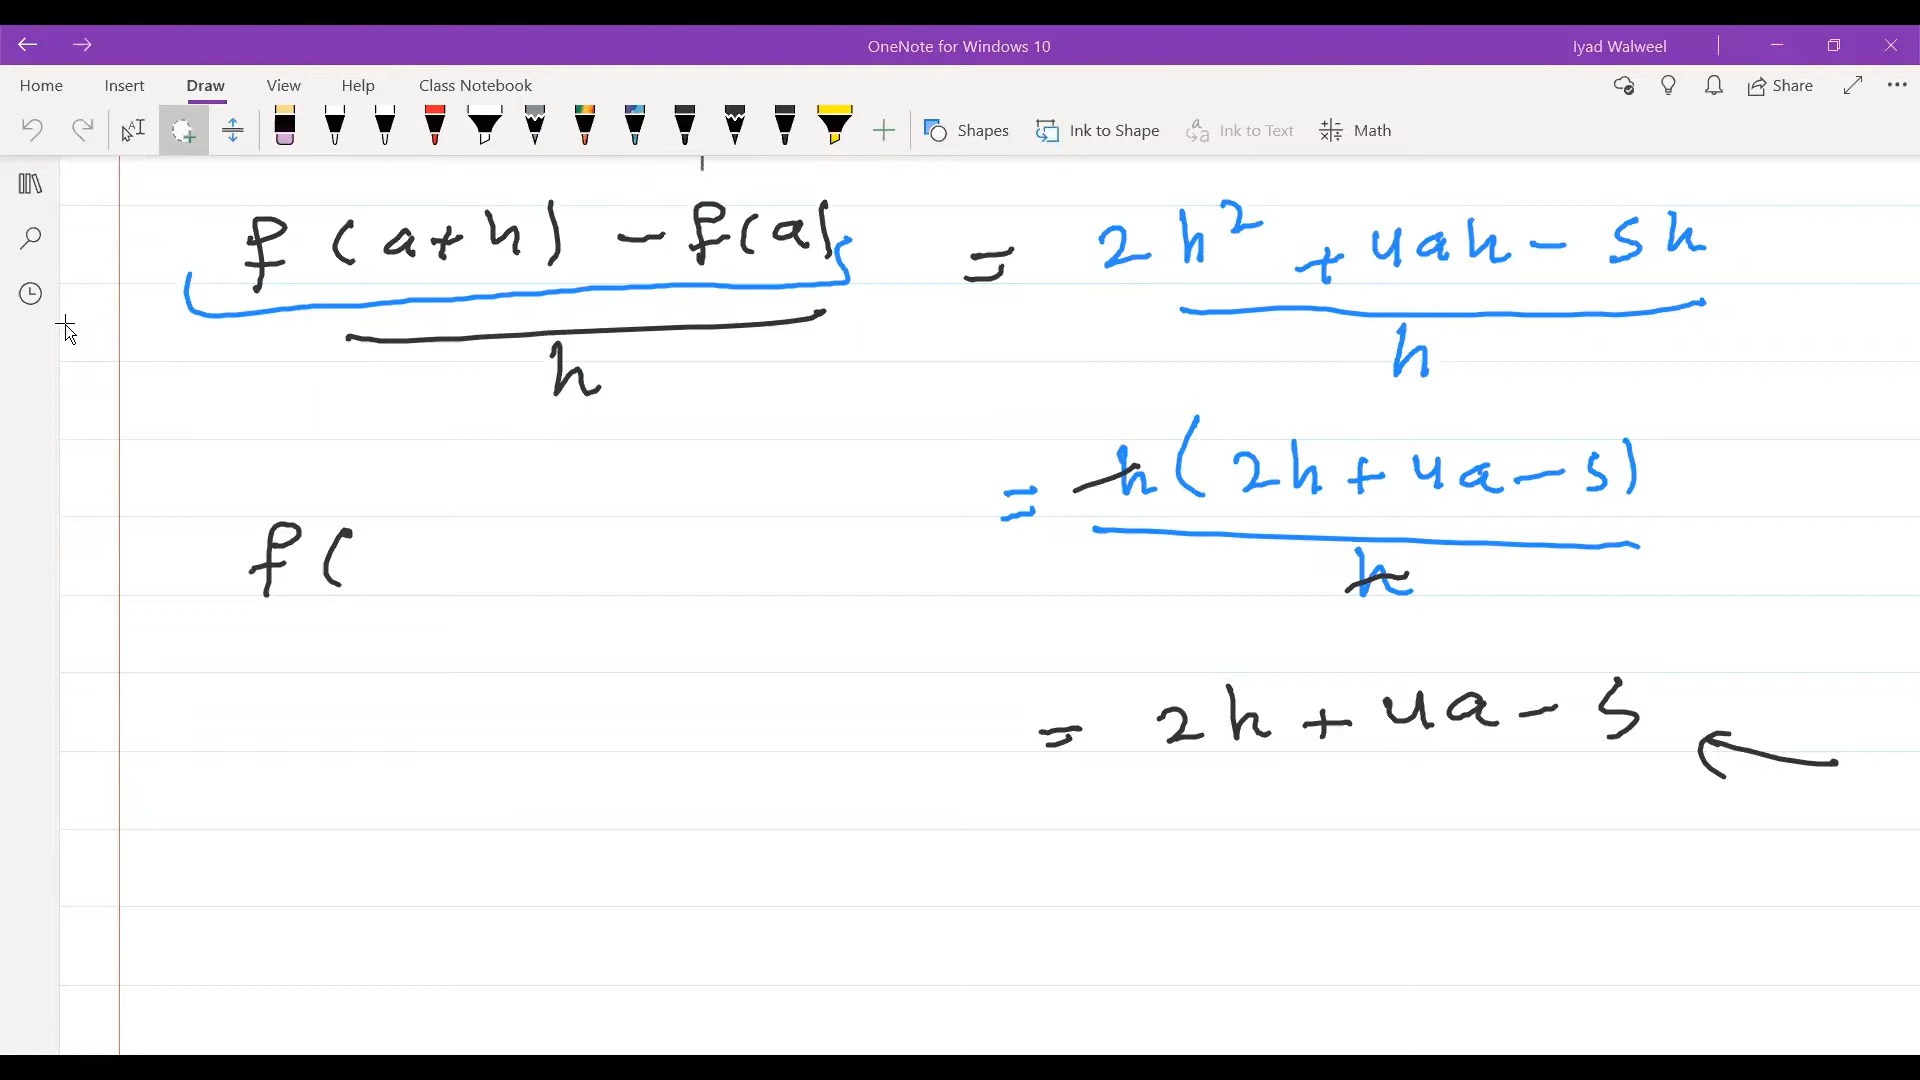 OneNote for Windows 10
Iyad Walweel
Home Insert Draw View Help Class Notebook Share
Shapes Ink to Shape Ink to Text Math
f(a+h) - f(a) = 2h² + 4ah - 5h
h h
= h(2h + 4a - 5)
h
f(
= 2h + 4a - 5